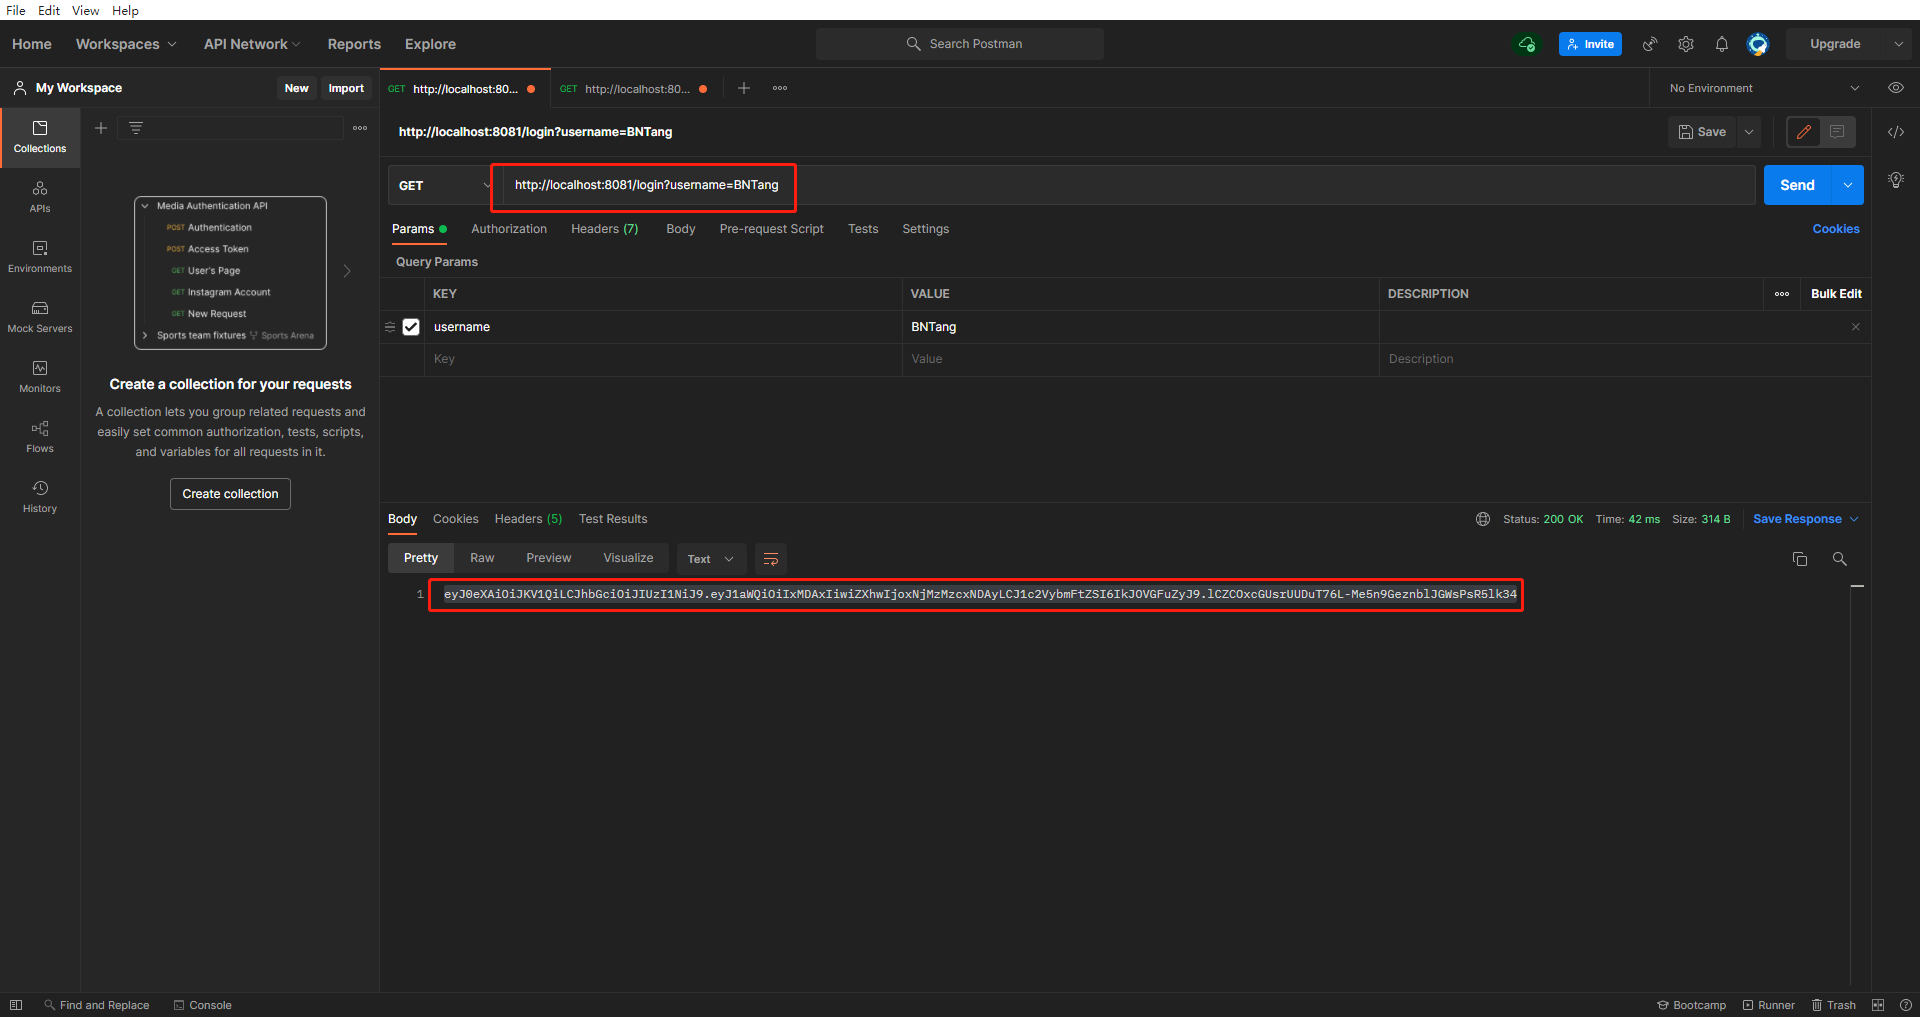 File Edit View Help
Home Workspaces API Network Reports Explore Search Postman Invite Upgrade
My Workspace New Import GET http://localhost:80... GET http://localhost:80... No Environment
Collections
APIs
Environments
Mock Servers
Monitors
Flows
History
Media Authentication API
POST Authentication
POST Access Token
GET User's Page
GET Instagram Account
GET New Request
Sports team fixtures Sports Arena
Create a collection for your requests
A collection lets you group related requests and
easily set common authorization, tests, scripts,
and variables for all requests in it.
Create collection
http://localhost:8081/login?username=BNTang Save
GET http://localhost:8081/login?username=BNTang Send
Params Authorization Headers (7) Body Pre-request Script Tests Settings Cookies
Query Params
KEY VALUE DESCRIPTION Bulk Edit
username BNTang
Key Value Description
Body Cookies Headers (5) Test Results Status: 200 OK Time: 42 ms Size: 314 B Save Response
Pretty Raw Preview Visualize Text
1 eyJ0eXAiOiJKV1QiLCJhbGciOiJIUzI1NiJ9.eyJ1aWQiOiIxMDAxIiwiZXhwIjoxNjMzMzcxNDAyLCJ1c2VybmFtZSI6IkJOVGFuZyJ9.lCZCOxcGUsrUUDuT76L-Me5n9GeznblJGWsPsR5lk34
Find and Replace Console Bootcamp Runner Trash